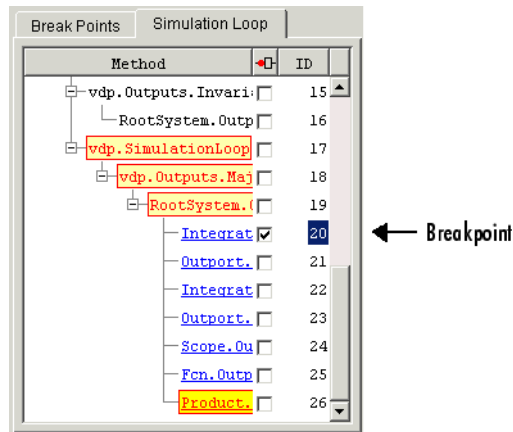 Break Points Simulation Loop
Method ID
vdp.Outputs.Invari 15
RootSystem.Outp 16
vdp.SimulationLoop 17
vdp.Outputs.Maj 18
RootSystem.( 19
Integrat 20 Breakpoint
Outport. 21
Integrat 22
Outport. 23
Scope.Ou 24
Fcn.Outp 25
Product. 26